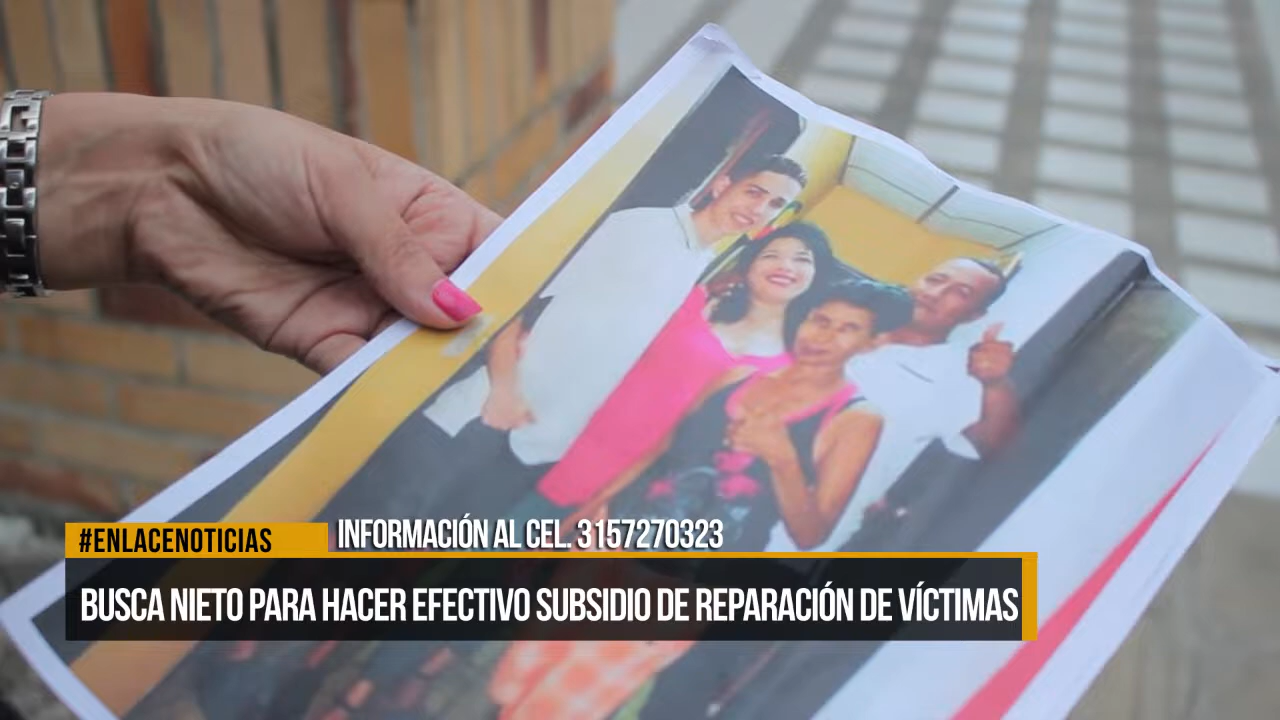 INFORMACIÓN AL CEL. 3157270323
#ENLACENOTICIAS
BUSCA NIETO PARA HACER EFECTIVO SUBSIDIO DE REPARACIÓN DE VÍCTIMAS